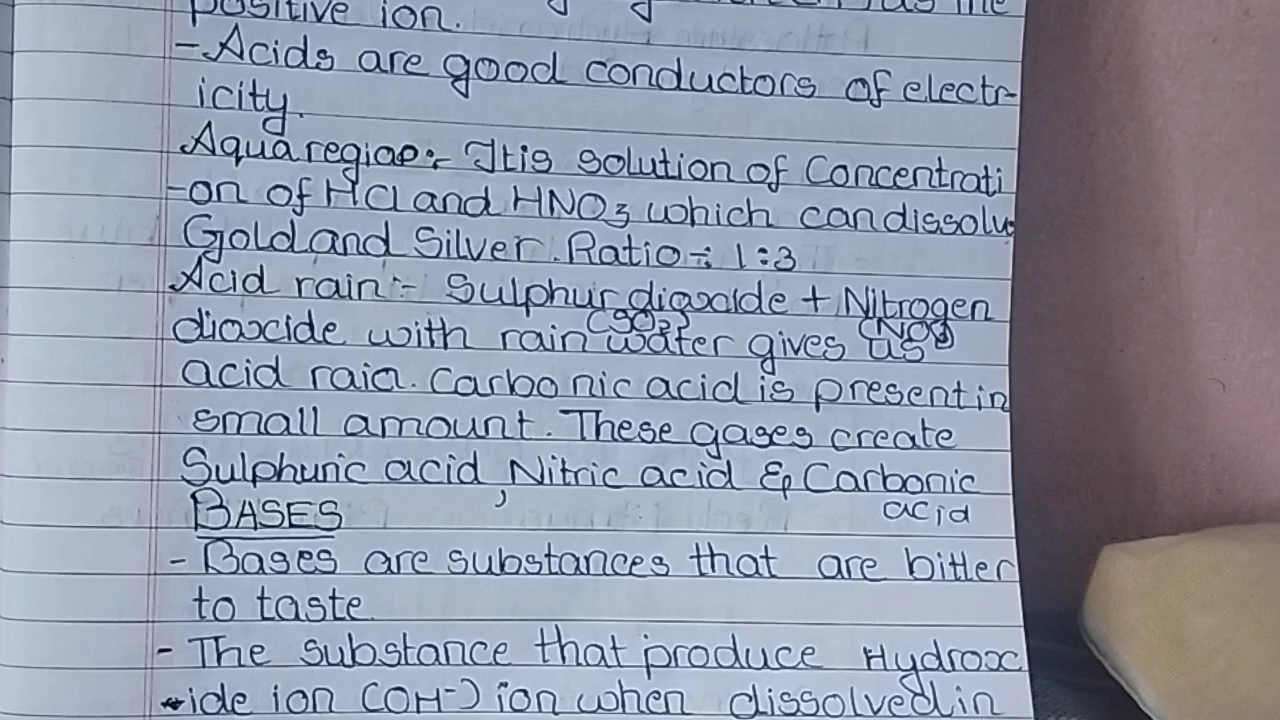 positive ion.
- Acids are good conductors of electr-
icity.
Aquaregiao:- It is solution of Concentrati
-on of HCl and HNO3 which can dissolv
Gold and Silver. Ratio÷ 1:3
Acid rain:- Sulphur dioxide + Nitrogen
(SO2) (NO2)
dioxide with rain water gives us
acid rain. Carbonic acid is present in
small amount. These gases create
Sulphuric acid, Nitric acid & Carbonic
acid
BASES
- Bases are substances that are bitter
to taste
- The substance that produce Hydrox
-ide ion (OH-) ion when dissolved in